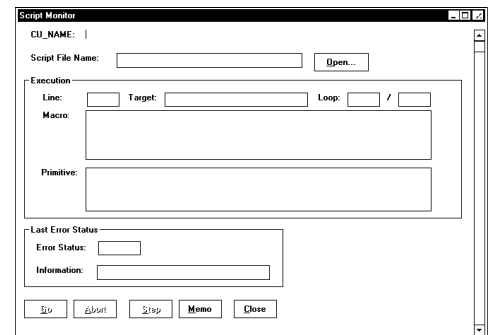 Script Monitor
CU_NAME:
Script File Name:
Open...
Execution
Line: Target: Loop: /
Macro:
Primitive:
Last Error Status
Error Status:
Information:
Go Abort Step Memo Close